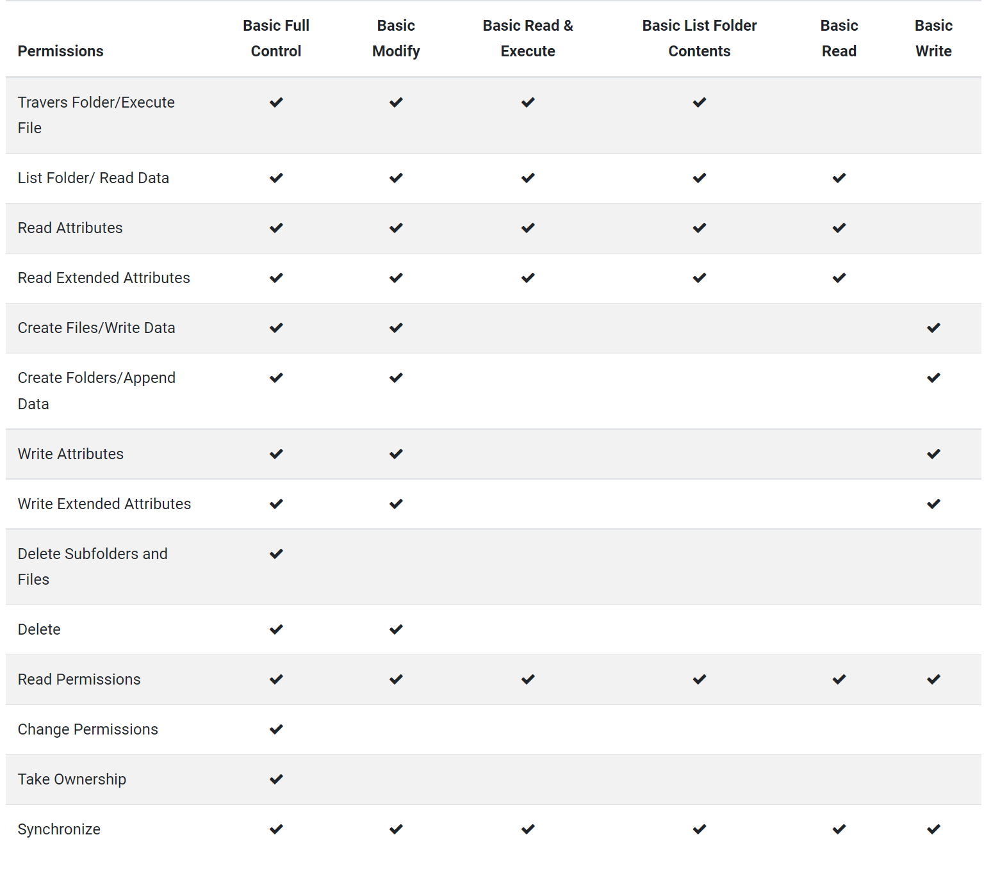 Permissions Basic Full Control Basic Modify Basic Read & Execute Basic List Folder Contents Basic Read Basic Write
Travers Folder/Execute File ✔ ✔ ✔ ✔
List Folder/ Read Data ✔ ✔ ✔ ✔ ✔
Read Attributes ✔ ✔ ✔ ✔ ✔
Read Extended Attributes ✔ ✔ ✔ ✔ ✔
Create Files/Write Data ✔ ✔ ✔
Create Folders/Append Data ✔ ✔ ✔
Write Attributes ✔ ✔ ✔
Write Extended Attributes ✔ ✔ ✔
Delete Subfolders and Files ✔
Delete ✔ ✔
Read Permissions ✔ ✔ ✔ ✔ ✔ ✔
Change Permissions ✔
Take Ownership ✔
Synchronize ✔ ✔ ✔ ✔ ✔ ✔